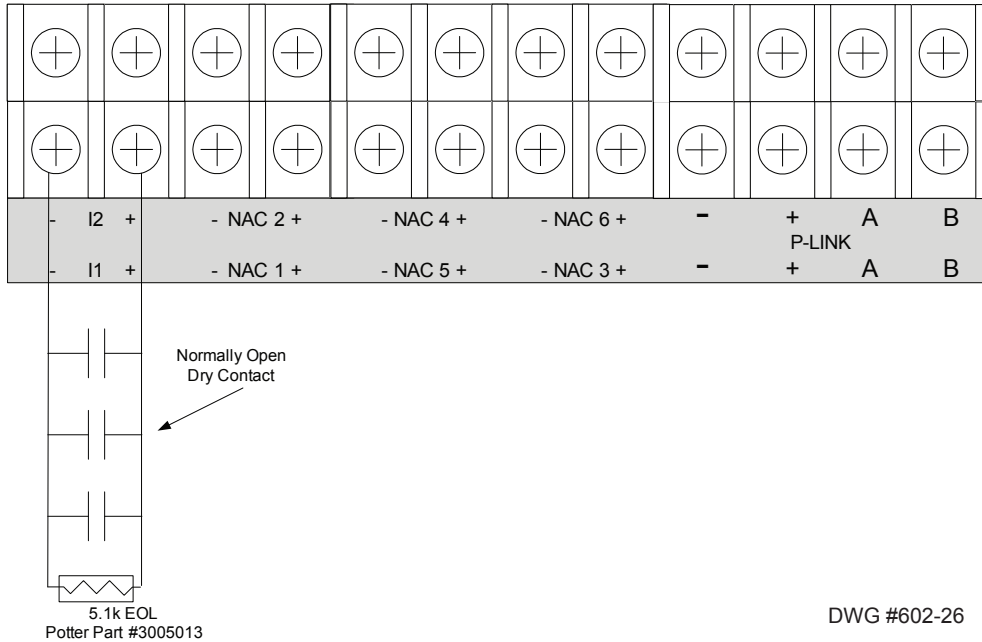 - I2 + - NAC 2 + - NAC 4 + - NAC 6 + - + A B
P-LINK
- I1 + - NAC 1 + - NAC 5 + - NAC 3 + - + A B
Normally Open
Dry Contact
5.1k EOL
Potter Part #3005013
DWG #602-26